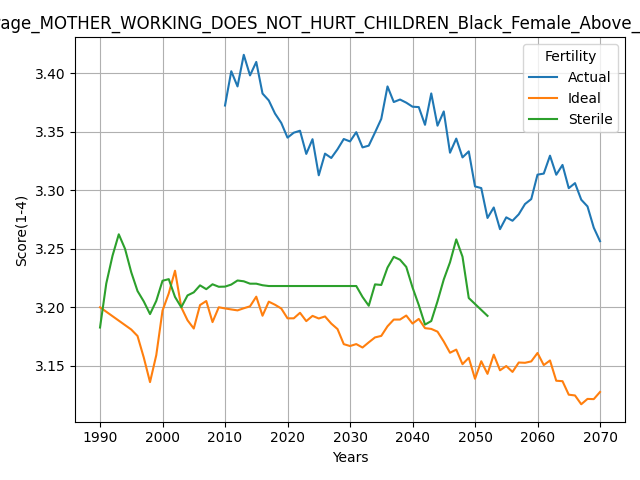 rage_MOTHER_WORKING_DOES_NOT_HURT_CHILDREN_Black_Female_Above_
Fertility
Actual
Ideal
Sterile
3.40
3.35
3.30
3.25
3.20
3.15
Score(1-4)
1990 2000 2010 2020 2030 2040 2050 2060 2070
Years